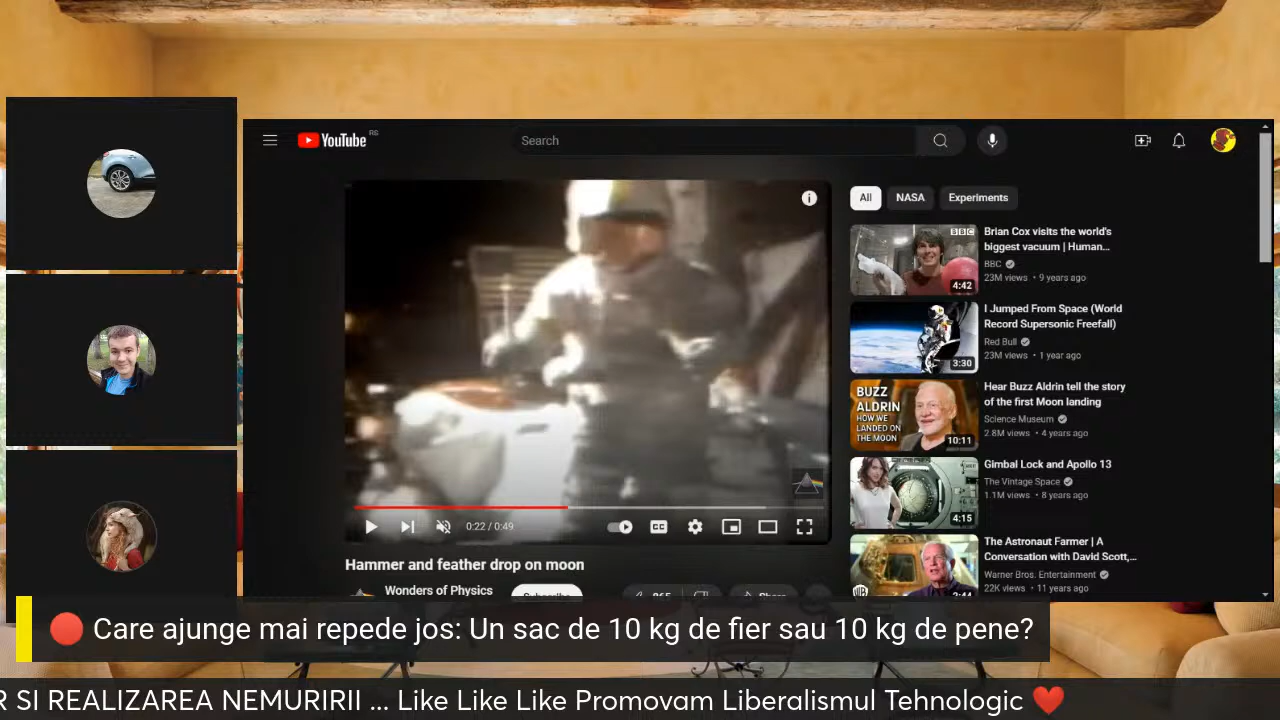 YouTube RS
Search
All
NASA
Experiments
BBC
4:42
Brian Cox visits the world's
biggest vacuum | Human...
BBC
23M views • 9 years ago
3:30
I Jumped From Space (World
Record Supersonic Freefall)
Red Bull
23M views • 1 year ago
BUZZ
ALDRIN
HOW WE
LANDED ON
THE MOON
10:11
Hear Buzz Aldrin tell the story
of the first Moon landing
Science Museum
2.8M views • 4 years ago
4:15
Gimbal Lock and Apollo 13
The Vintage Space
1.1M views • 8 years ago
The Astronaut Farmer | A
Conversation with David Scott,...
Warner Bros. Entertainment
22K views • 11 years ago
0:22 / 0:49
CC
Hammer and feather drop on moon
Wonders of Physics
Subscribe
865
Share
🔴 Care ajunge mai repede jos: Un sac de 10 kg de fier sau 10 kg de pene?
R SI REALIZAREA NEMURIRII ... Like Like Like Promovam Liberalismul Tehnologic ❤️